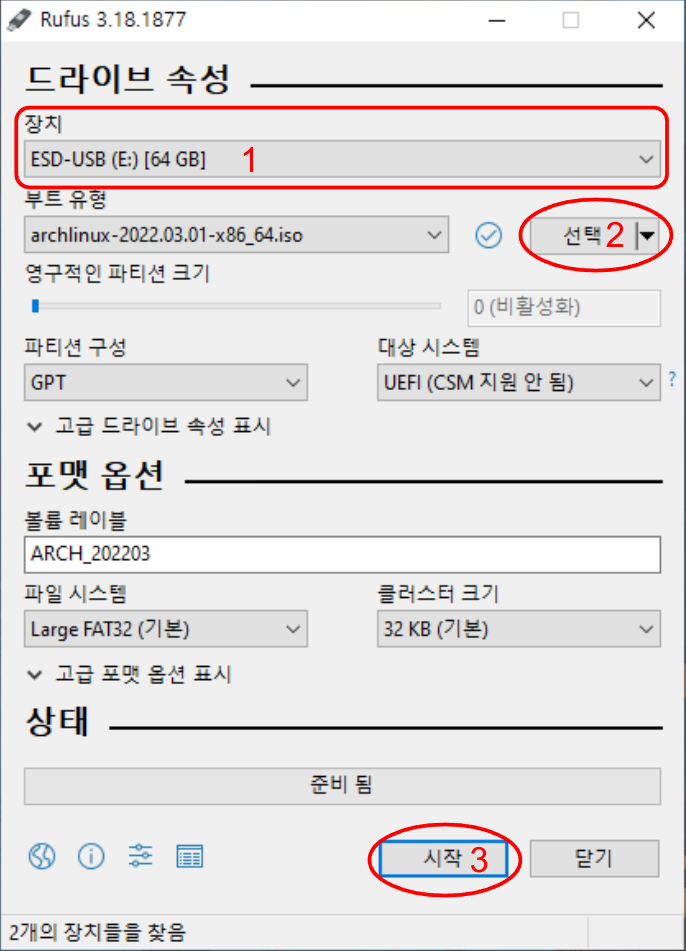 Rufus 3.18.1877
드라이브 속성
장치
ESD-USB (E:) [64 GB] 1
부트 유형
archlinux-2022.03.01-x86_64.iso 선택 2
영구적인 파티션 크기
0 (비활성화)
파티션 구성 대상 시스템
GPT UEFI (CSM 지원 안 됨) ?
고급 드라이브 속성 표시
포맷 옵션
볼륨 레이블
ARCH_202203
파일 시스템 클러스터 크기
Large FAT32 (기본) 32 KB (기본)
고급 포맷 옵션 표시
상태
준비 됨
시작 3 닫기
2개의 장치들을 찾음